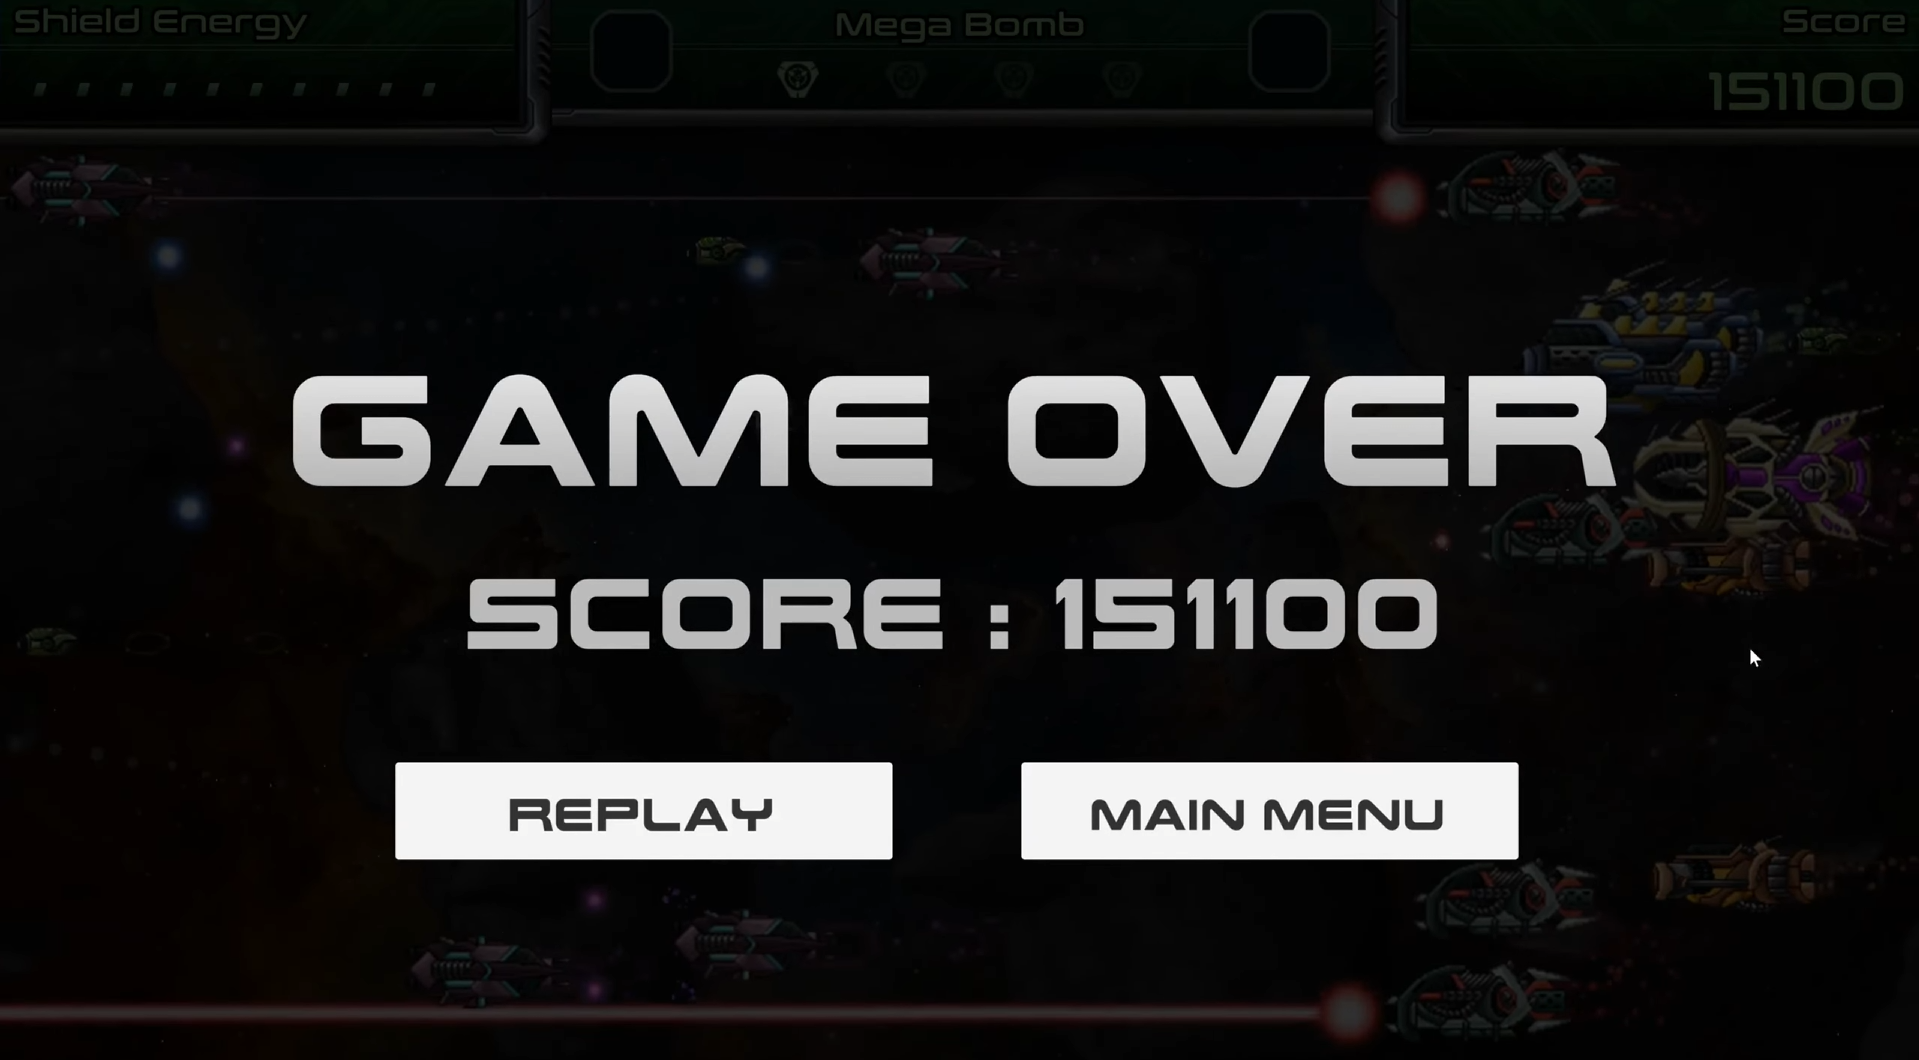 Shield Energy
Mega Bomb
Score
151100
GAME OVER
SCORE : 151100
REPLAY
MAIN MENU